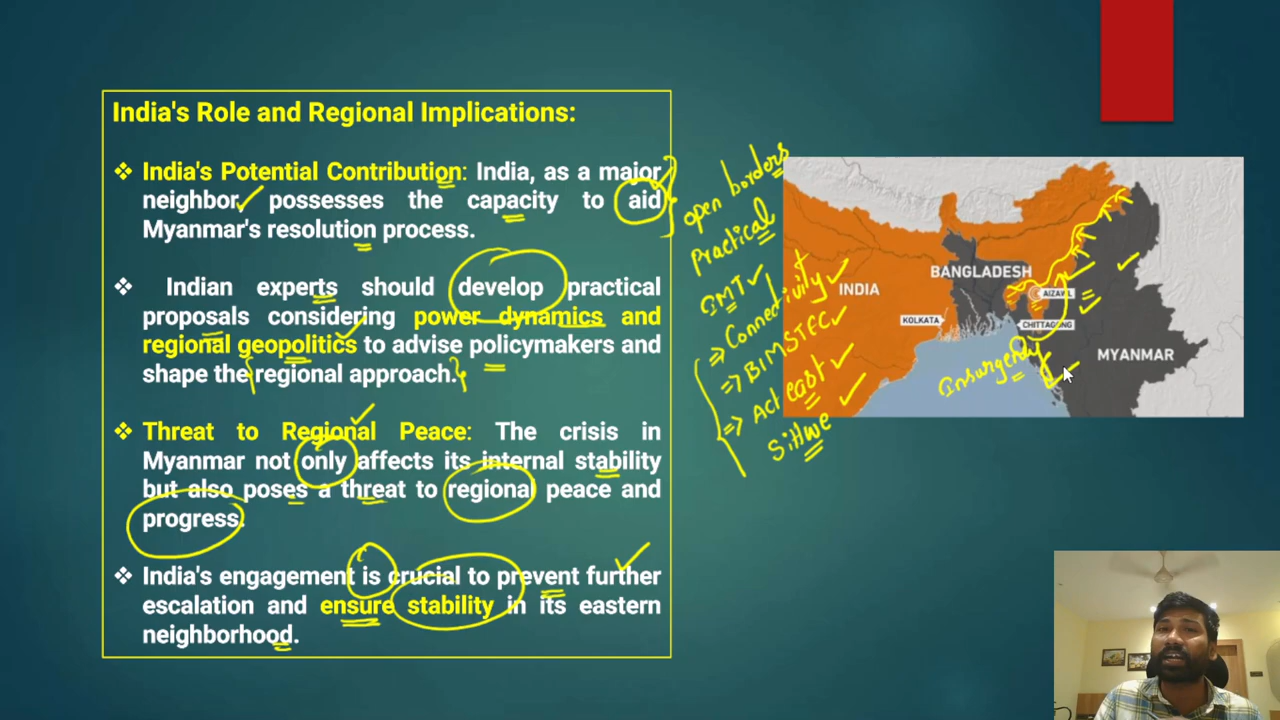 India's Role and Regional Implications:
❖ India's Potential Contribution: India, as a major
neighbor, possesses the capacity to aid
Myanmar's resolution process.
❖ Indian experts should develop practical
proposals considering power dynamics and
regional geopolitics to advise policymakers and
shape the regional approach.
❖ Threat to Regional Peace: The crisis in
Myanmar not only affects its internal stability
but also poses a threat to regional peace and
progress.
❖ India's engagement is crucial to prevent further
escalation and ensure stability in its eastern
neighborhood.
open borders
Practical
IMT
=> Connectivity
=> BIMSTEC
=> Act east
Sittwe
BANGLADESH
INDIA
AIZAWL
KOLKATA
CHITTAGONG
MYANMAR
insurgency